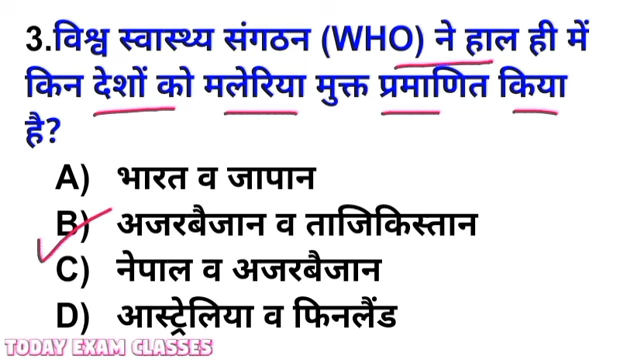 3.विश्व स्वास्थ्य संगठन (WHO) ने हाल ही में
किन देशों को मलेरिया मुक्त प्रमाणित किया
है?
A) भारत व जापान
B) अजरबैजान व ताजिकिस्तान
C) नेपाल व अजरबैजान
D) आस्ट्रेलिया व फिनलैंड
TODAY EXAM CLASSES